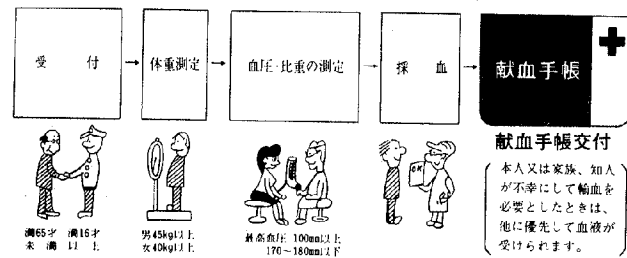 受付
体重測定
血圧・比重の測定
採血
献血手帳
献血手帳交付
OK
満65才 満16才
未満 以上
男45kg以上
女40kg以上
最高血圧 100mm以上
170～180mm以下
本人又は家族、知人
が不幸にして輸血を
必要としたときは、
他に優先して血液が
受けられます。